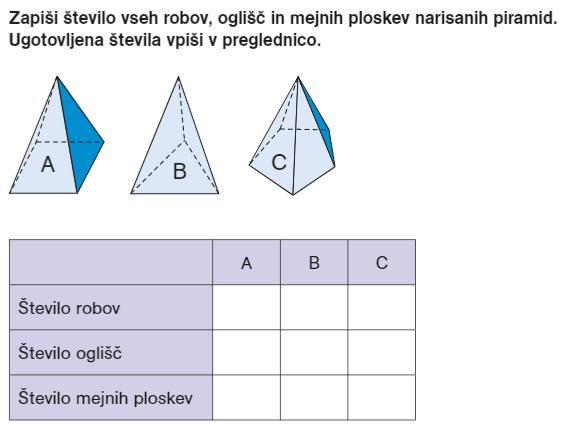 Zapiši število vseh robov, oglišč in mejnih ploskev narisanih piramid.
Ugotovljena števila vpiši v preglednico.
A B C
A B C
Število robov
Število oglišč
Število mejnih ploskev